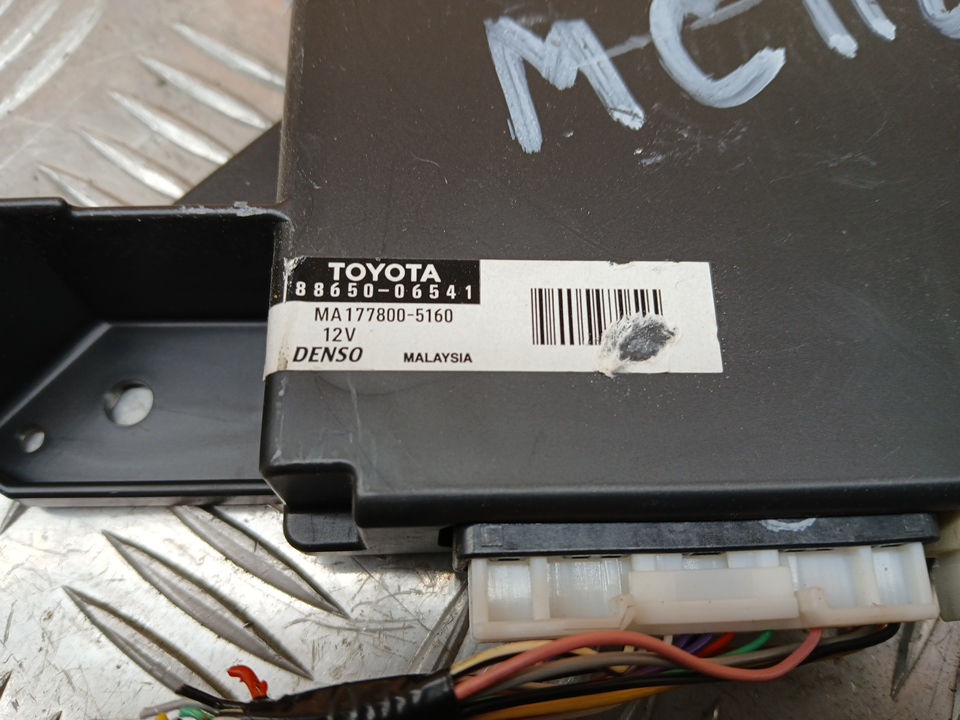 TOYOTA
88650-06541
MA177800-5160
12V
DENSO MALAYSIA